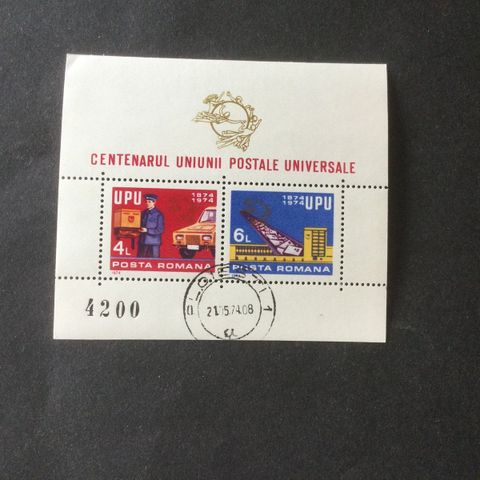 CENTENARUL UNIUNII POSTALE UNIVERSALE
UPU 1874 1974
4L
POSTA ROMANA
1974
1874 1974 UPU
6L
POSTA ROMANA
4200
21.05.74.08